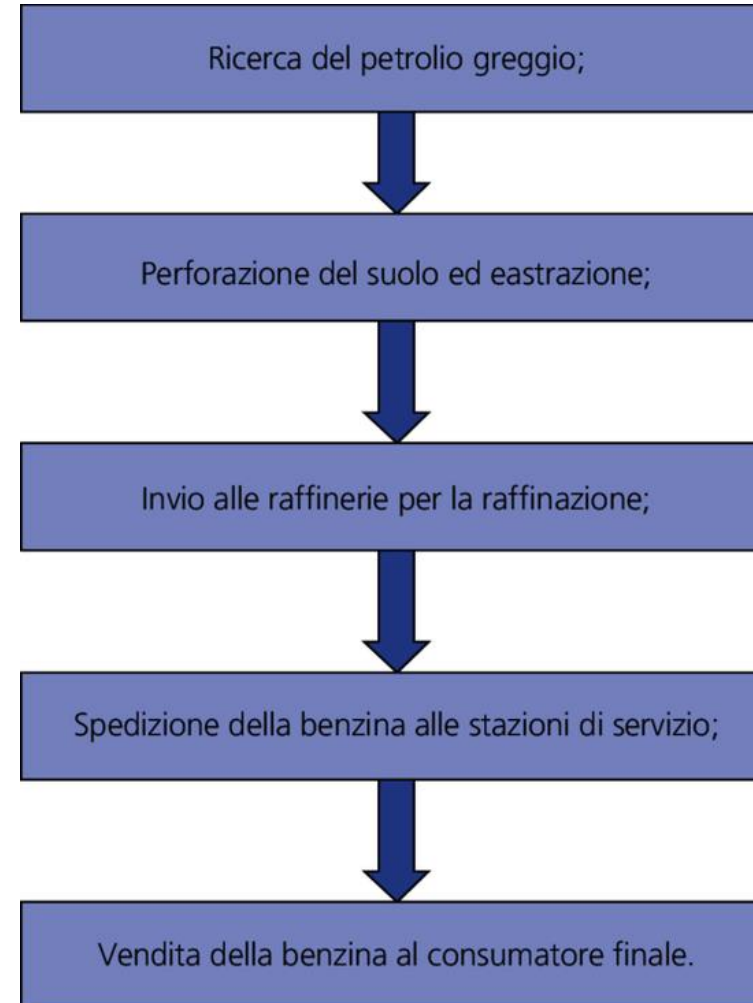 Ricerca del petrolio greggio;
Perforazione del suolo ed eastrazione;
Invio alle raffinerie per la raffinazione;
Spedizione della benzina alle stazioni di servizio;
Vendita della benzina al consumatore finale.